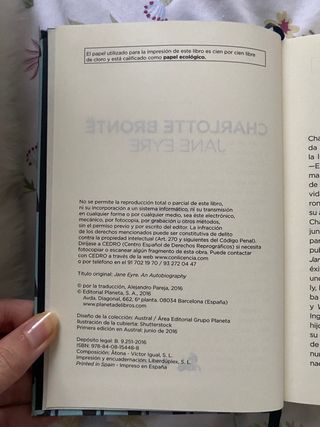 El papel utilizado para la impresión de este libro es cien por cien libre
de cloro y está calificado como papel ecológico.
CHARLOTTE BRONTË
JANE EYRE
No se permite la reproducción total o parcial de este libro,
ni su incorporación a un sistema informático, ni su transmisión
en cualquier forma o por cualquier medio, sea éste electrónico,
mecánico, por fotocopia, por grabación u otros métodos,
sin el permiso previo y por escrito del editor. La infracción
de los derechos mencionados puede ser constitutiva de delito
contra la propiedad intelectual (Art. 270 y siguientes del Código Penal).
Diríjase a CEDRO (Centro Español de Derechos Reprográficos) si necesita
fotocopiar o escanear algún fragmento de esta obra. Puede contactar
con CEDRO a través de la web www.conlicencia.com
o por teléfono en el 91 702 19 70 / 93 272 04 47
Título original: Jane Eyre. An Autobiography
© por la traducción, Alejandro Pareja, 2016
© Editorial Planeta, S. A., 2016
Avda. Diagonal, 662, 6ª planta. 08034 Barcelona (España)
www.planetadelibros.com
Diseño de la colección: Austral / Área Editorial Grupo Planeta
Ilustración de la cubierta: Shutterstock
Primera edición en Austral: junio de 2016
Depósito legal: B. 9.251-2016
ISBN: 978-84-08-15448-8
Composición: Átona - Víctor Igual, S. L.
Impresión y encuadernación: Liberdúplex, S. L.
Printed in Spain - Impreso en España